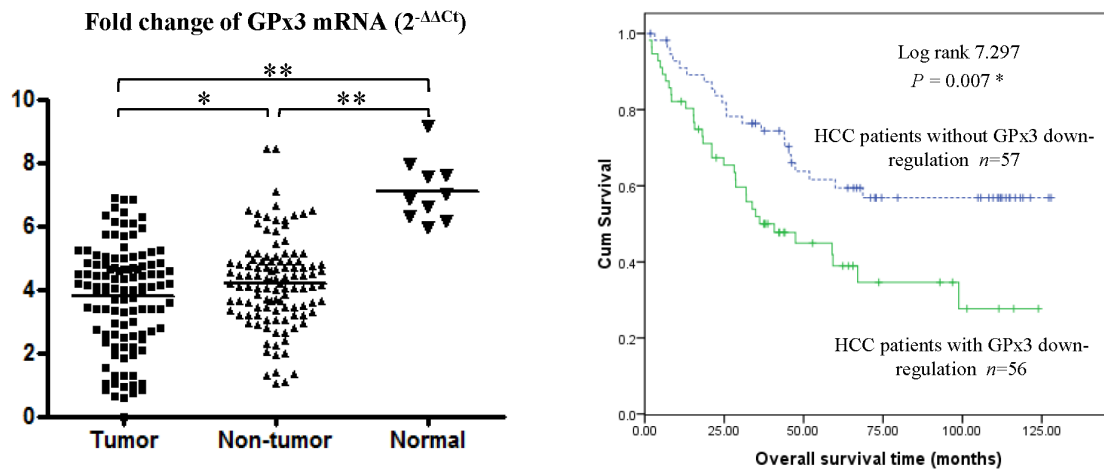 Fold change of GPx3 mRNA (2-ΔΔCt)
**
*
**
10
8
6
4
2
0
Tumor
Non-tumor
Normal
Log rank 7.297
P = 0.007 *
HCC patients without GPx3 down-
regulation n=57
HCC patients with GPx3 down-
regulation n=56
Cum Survival
1.0
0.8
0.6
0.4
0.2
0.0
0.00
25.00
50.00
75.00
100.00
125.00
Overall survival time (months)